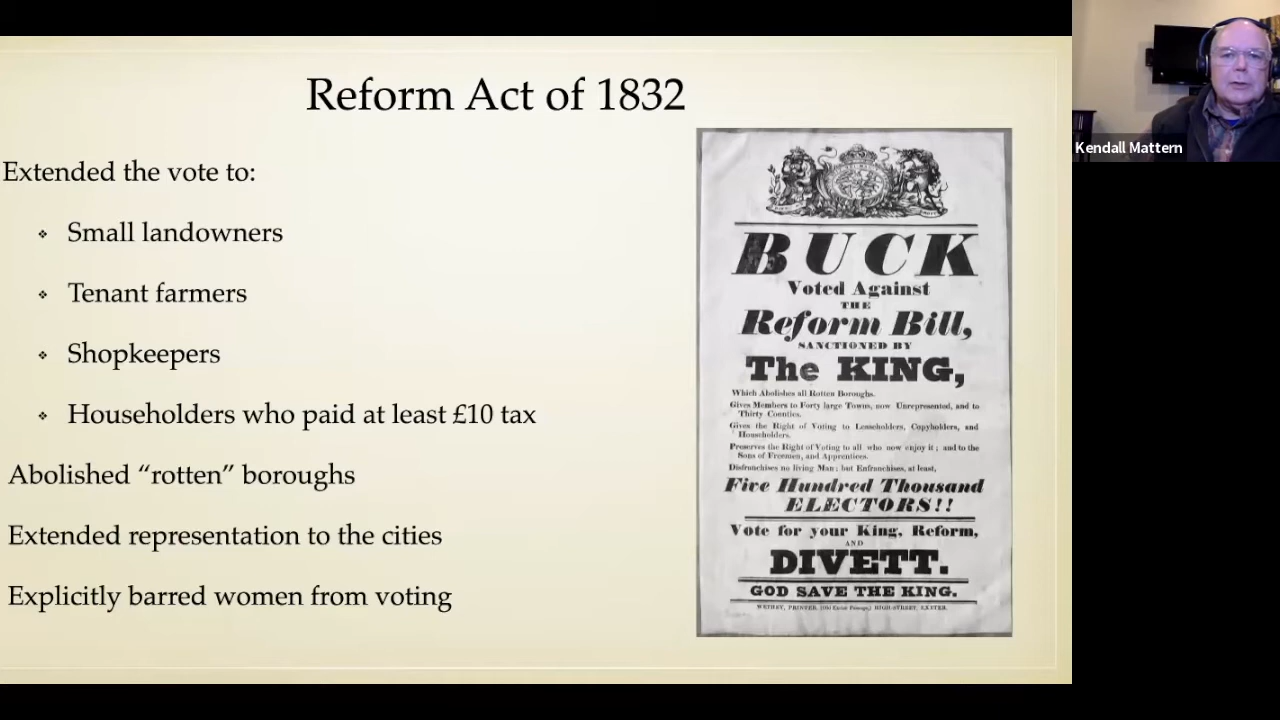 Reform Act of 1832
Extended the vote to:
❖ Small landowners
❖ Tenant farmers
❖ Shopkeepers
❖ Householders who paid at least £10 tax
Abolished “rotten” boroughs
Extended representation to the cities
Explicitly barred women from voting
BUCK
Voted Against
THE
Reform Bill,
SANCTIONED BY
The KING,
Which Abolishes all Rotten Boroughs.
Gives Members to Forty large Towns, now Unrepresented, and to
Thirty Counties.
Gives the Right of Voting to Leaseholders, Copyholders, and
Householders.
Preserves the Right of Voting to all who now enjoy it; and to the
Sons of Freemen, and Apprentices.
Disfranchises no living Man; but Enfranchises, at least,
Five Hundred Thousand
ELECTORS!!
Vote for your King, Reform,
AND
DIVETT.
GOD SAVE THE KING.
PRINTER, HIGH-STREET, EXETER.
Kendall Mattern